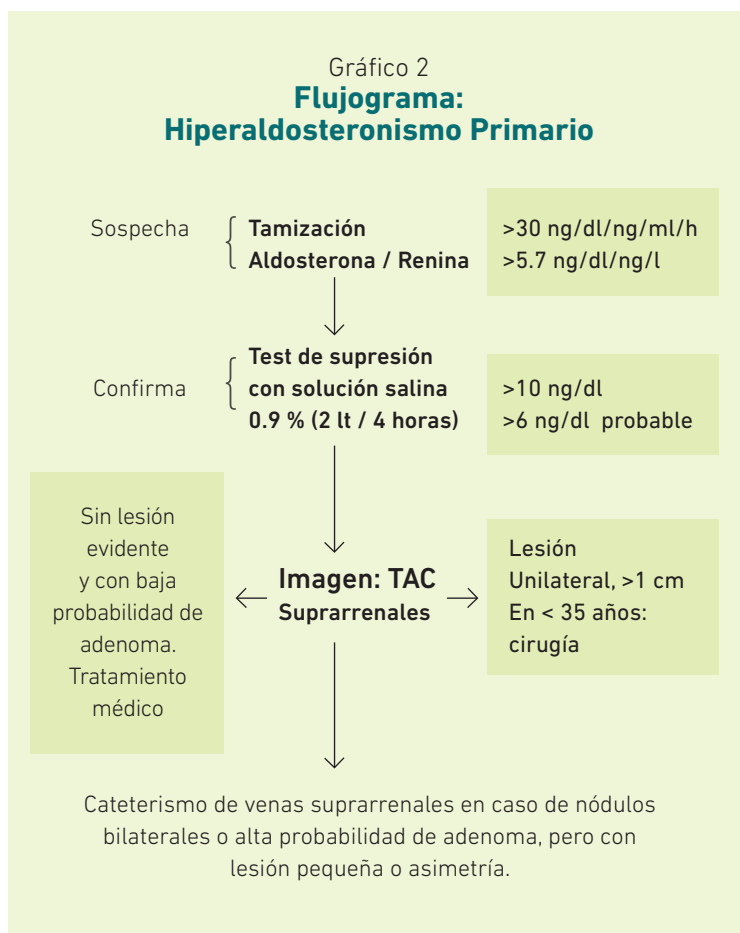 Gráfico 2
Flujograma:
Hiperaldosteronismo Primario
Sospecha
Tamización
Aldosterona / Renina
>30 ng/dl/ng/ml/h
>5.7 ng/dl/ng/l
Confirma
Test de supresión
con solución salina
0.9 % (2 lt / 4 horas)
>10 ng/dl
>6 ng/dl probable
Sin lesión
evidente
y con baja
probabilidad de
adenoma.
Tratamiento
médico
Imagen: TAC
Suprarrenales
Lesión
Unilateral, >1 cm
En < 35 años:
cirugía
Cateterismo de venas suprarrenales en caso de nódulos
bilaterales o alta probabilidad de adenoma, pero con
lesión pequeña o asimetría.